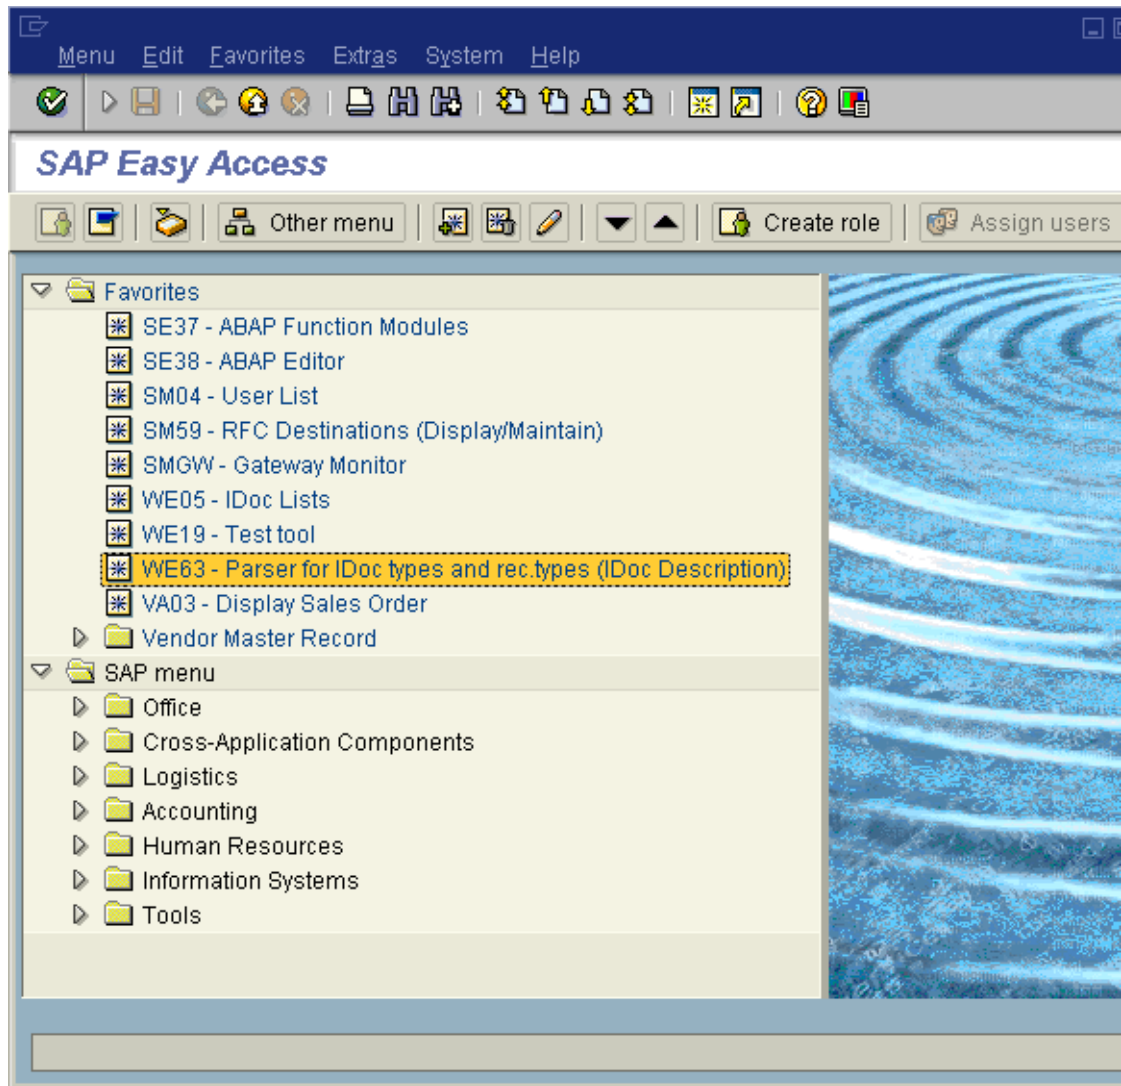 Menu Edit Favorites Extras System Help
SAP Easy Access
Other menu Create role Assign users
Favorites
SE37 - ABAP Function Modules
SE38 - ABAP Editor
SM04 - User List
SM59 - RFC Destinations (Display/Maintain)
SMGW - Gateway Monitor
WE05 - IDoc Lists
WE19 - Test tool
WE63 - Parser for IDoc types and rec.types (IDoc Description)
VA03 - Display Sales Order
Vendor Master Record
SAP menu
Office
Cross-Application Components
Logistics
Accounting
Human Resources
Information Systems
Tools